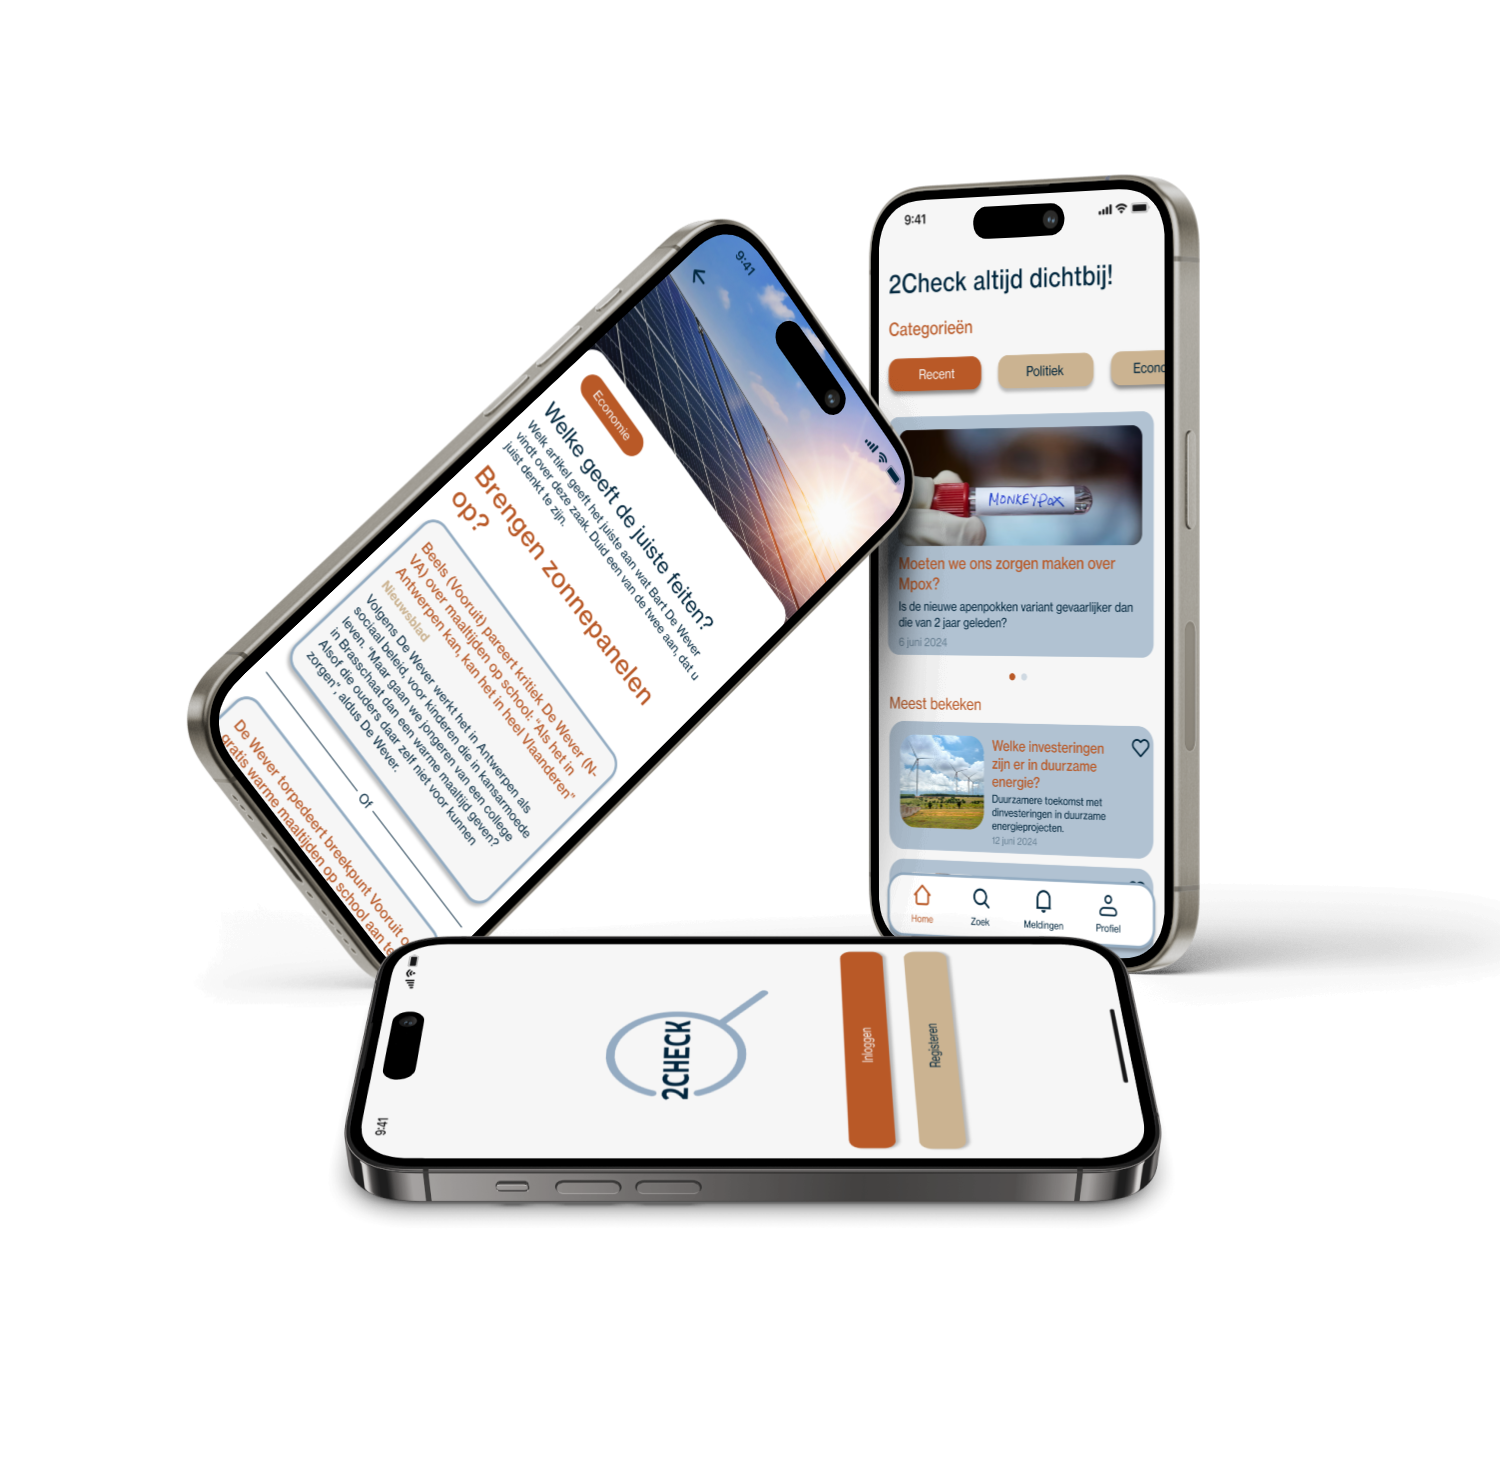 9:41
Economie
Welke geeft de juiste feiten?
Welk artikel geeft het juiste aan wat Bart De Wever
vindt over deze zaak. Duid een van de twee aan, dat u
juist denkt te zijn.
Brengen zonnepanelen
op?
Beels (Vooruit) pareert kritiek De Wever (N-
VA) over maaltijden op school: "Als het in
Antwerpen kan, kan het in heel Vlaanderen"
Nieuwsblad
Volgens De Wever werkt het in Antwerpen als
sociaal beleid, voor kinderen die in kansarmoede
leven. "Maar gaan we jongeren van een college
in Brasschaat dan een warme maaltijd geven?
Alsof die ouders daar zelf niet voor kunnen
zorgen", aldus De Wever.
Of
De Wever torpedeert breekpunt Vooruit
gratis warme maaltijden op school aan
9:41
2Check altijd dichtbij!
Categorieën
Recent
Politiek
Econo
MONKEYPOX
Moeten we ons zorgen maken over
Mpox?
Is de nieuwe apenpokken variant gevaarlijker dan
die van 2 jaar geleden?
6 juni 2024
Meest bekeken
Welke investeringen
zijn er in duurzame
energie?
Duurzamere toekomst met
dinvesteringen in duurzame
energieprojecten.
12 juni 2024
Home
Zoek
Meldingen
Profiel
9:41
2CHECK
Inloggen
Registeren